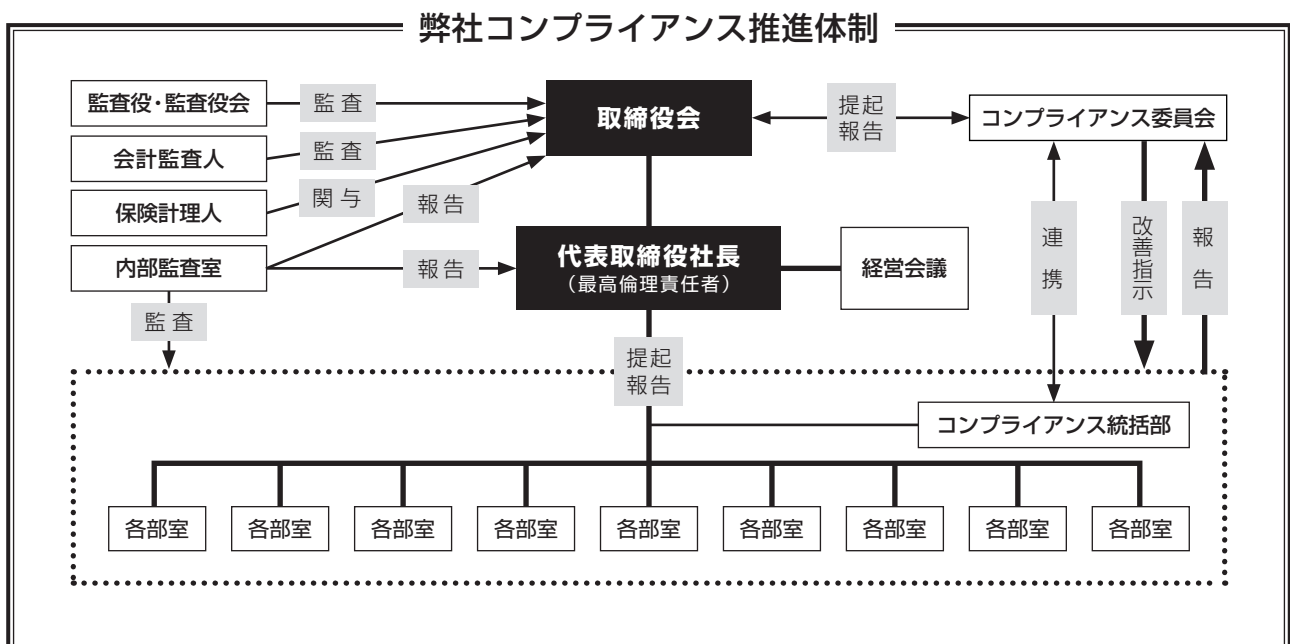 弊社コンプライアンス推進体制
監査役・監査役会
監査
取締役会
提起
報告
コンプライアンス委員会
会計監査人
監査
保険計理人
関与
報告
内部監査室
報告
代表取締役社長
(最高倫理責任者)
経営会議
連携
改善指示
報告
監査
提起
報告
コンプライアンス統括部
各部室
各部室
各部室
各部室
各部室
各部室
各部室
各部室
各部室